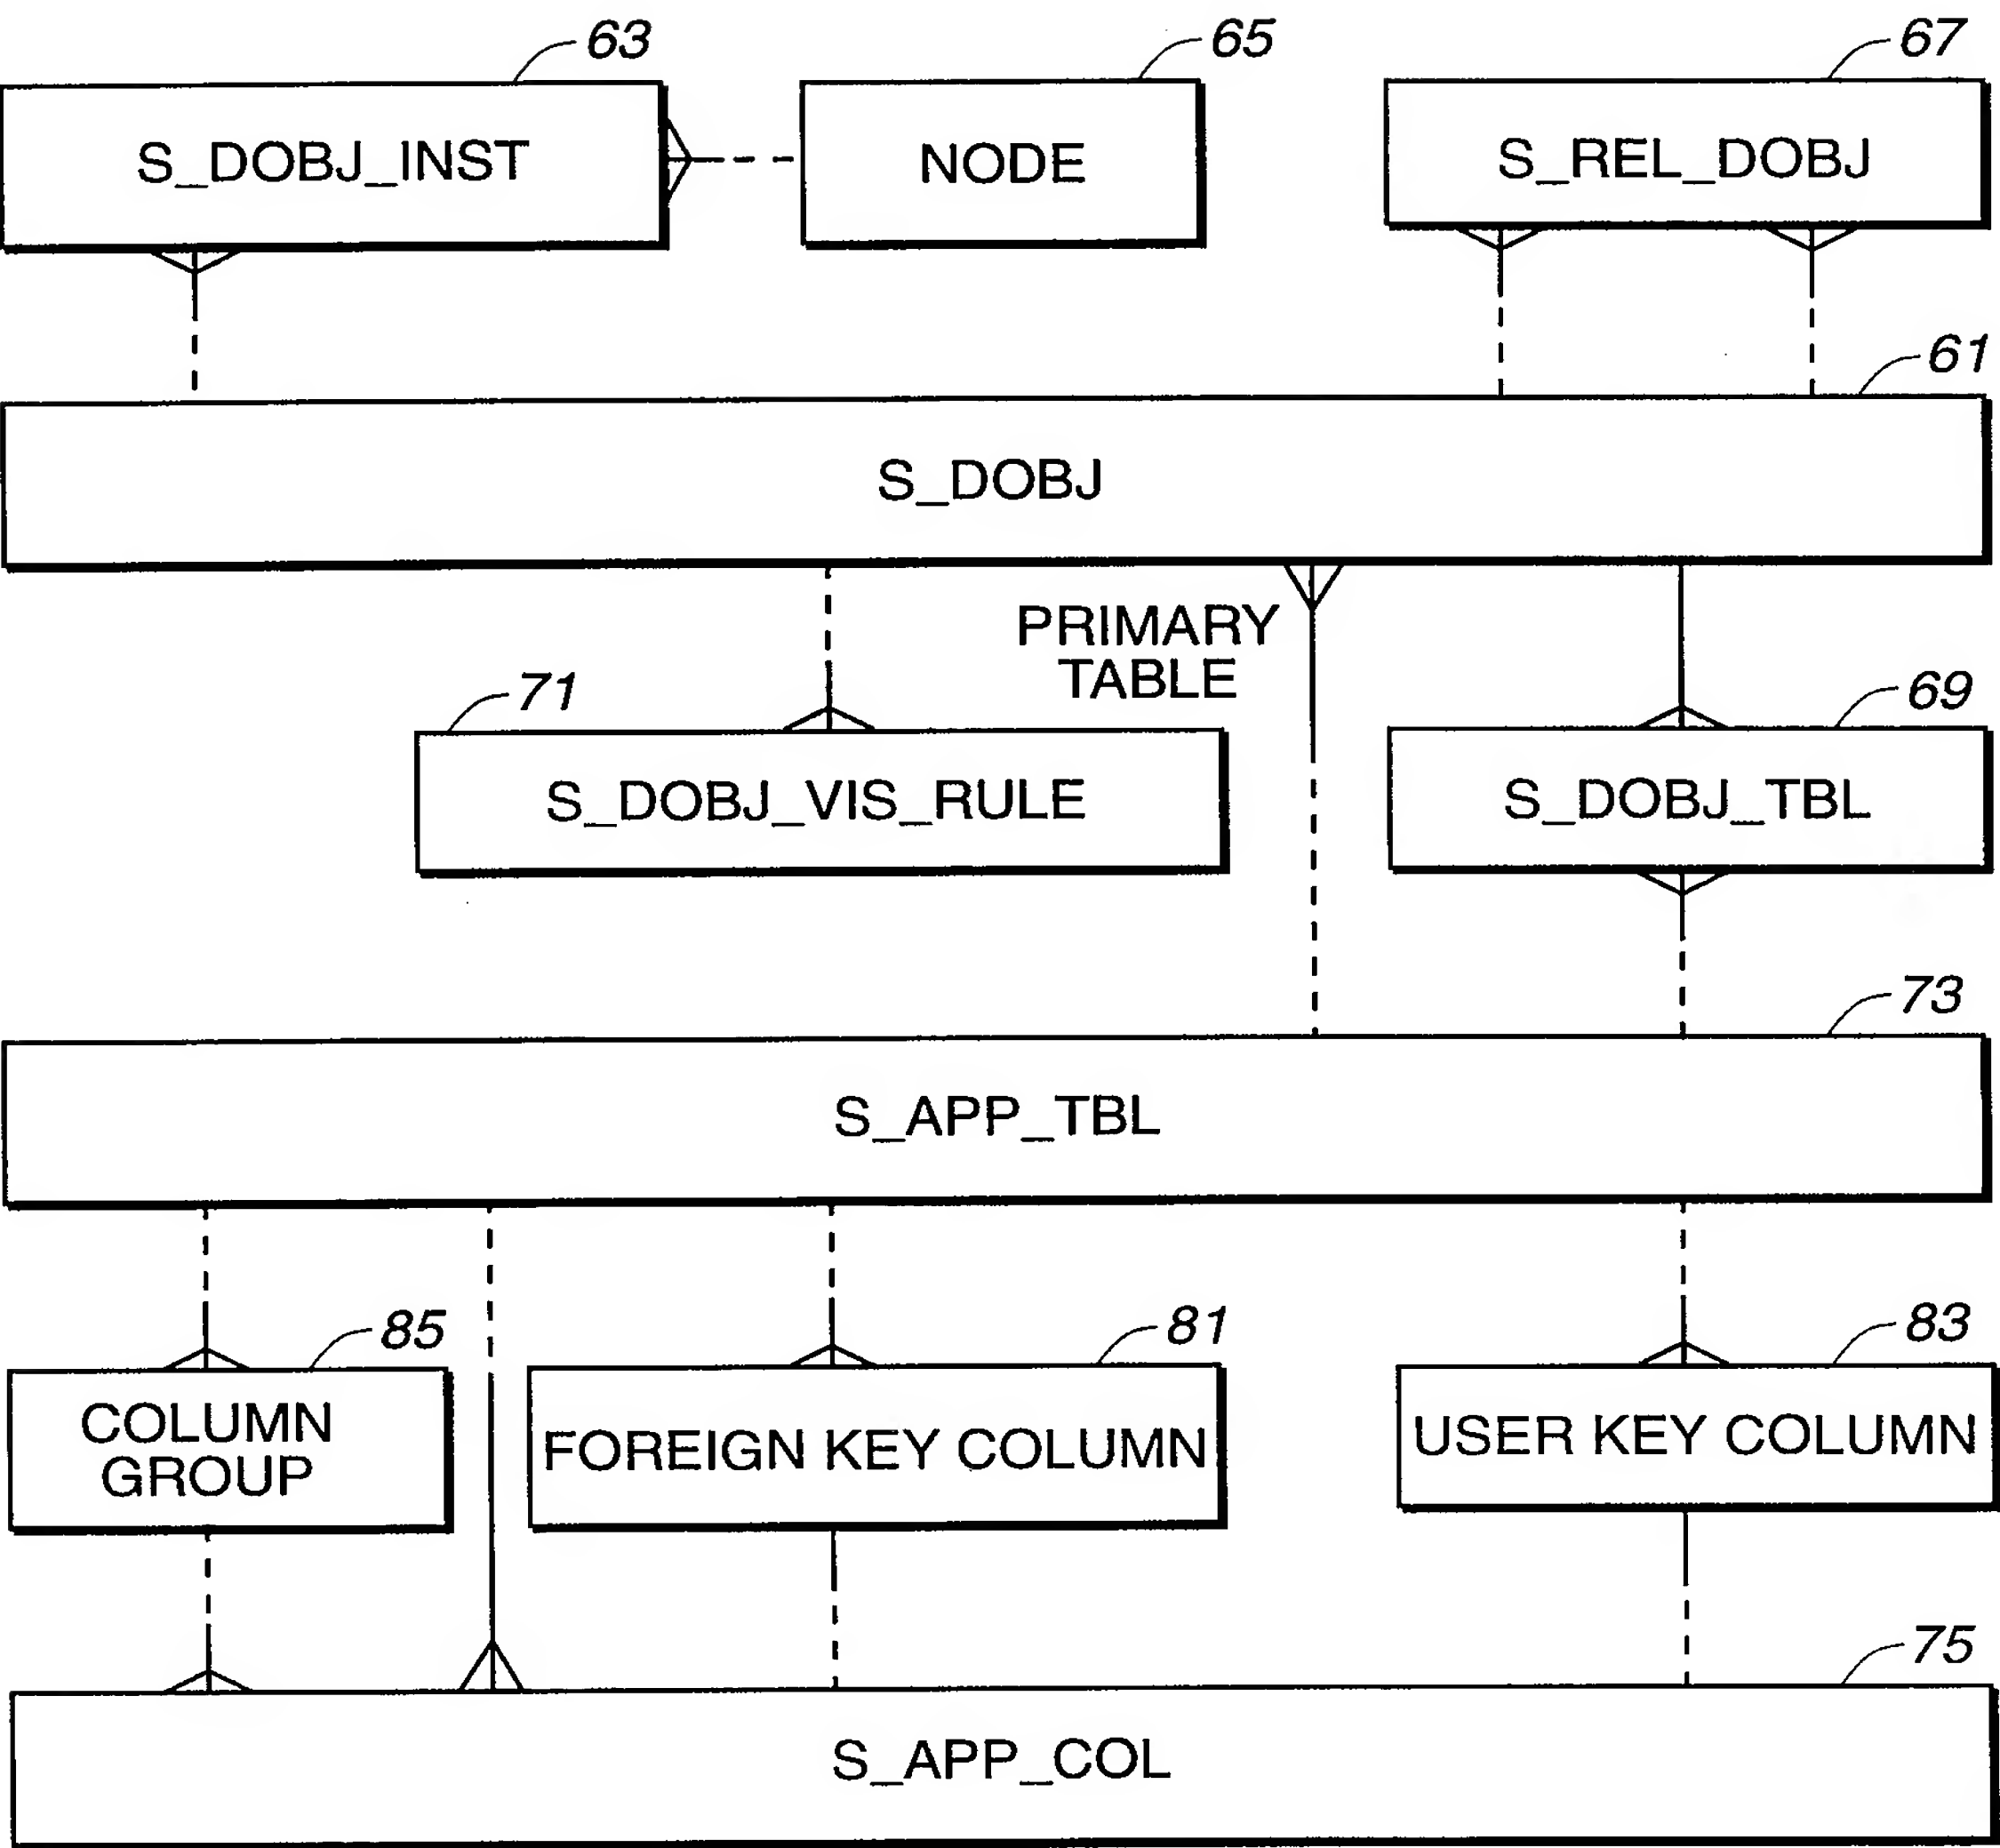 63
65
67
S_DOBJ_INST
NODE
S_REL_DOBJ
61
S_DOBJ
PRIMARY
TABLE
71
69
S_DOBJ_VIS_RULE
S_DOBJ_TBL
73
S_APP_TBL
85
81
83
COLUMN
GROUP
FOREIGN KEY COLUMN
USER KEY COLUMN
75
S_APP_COL